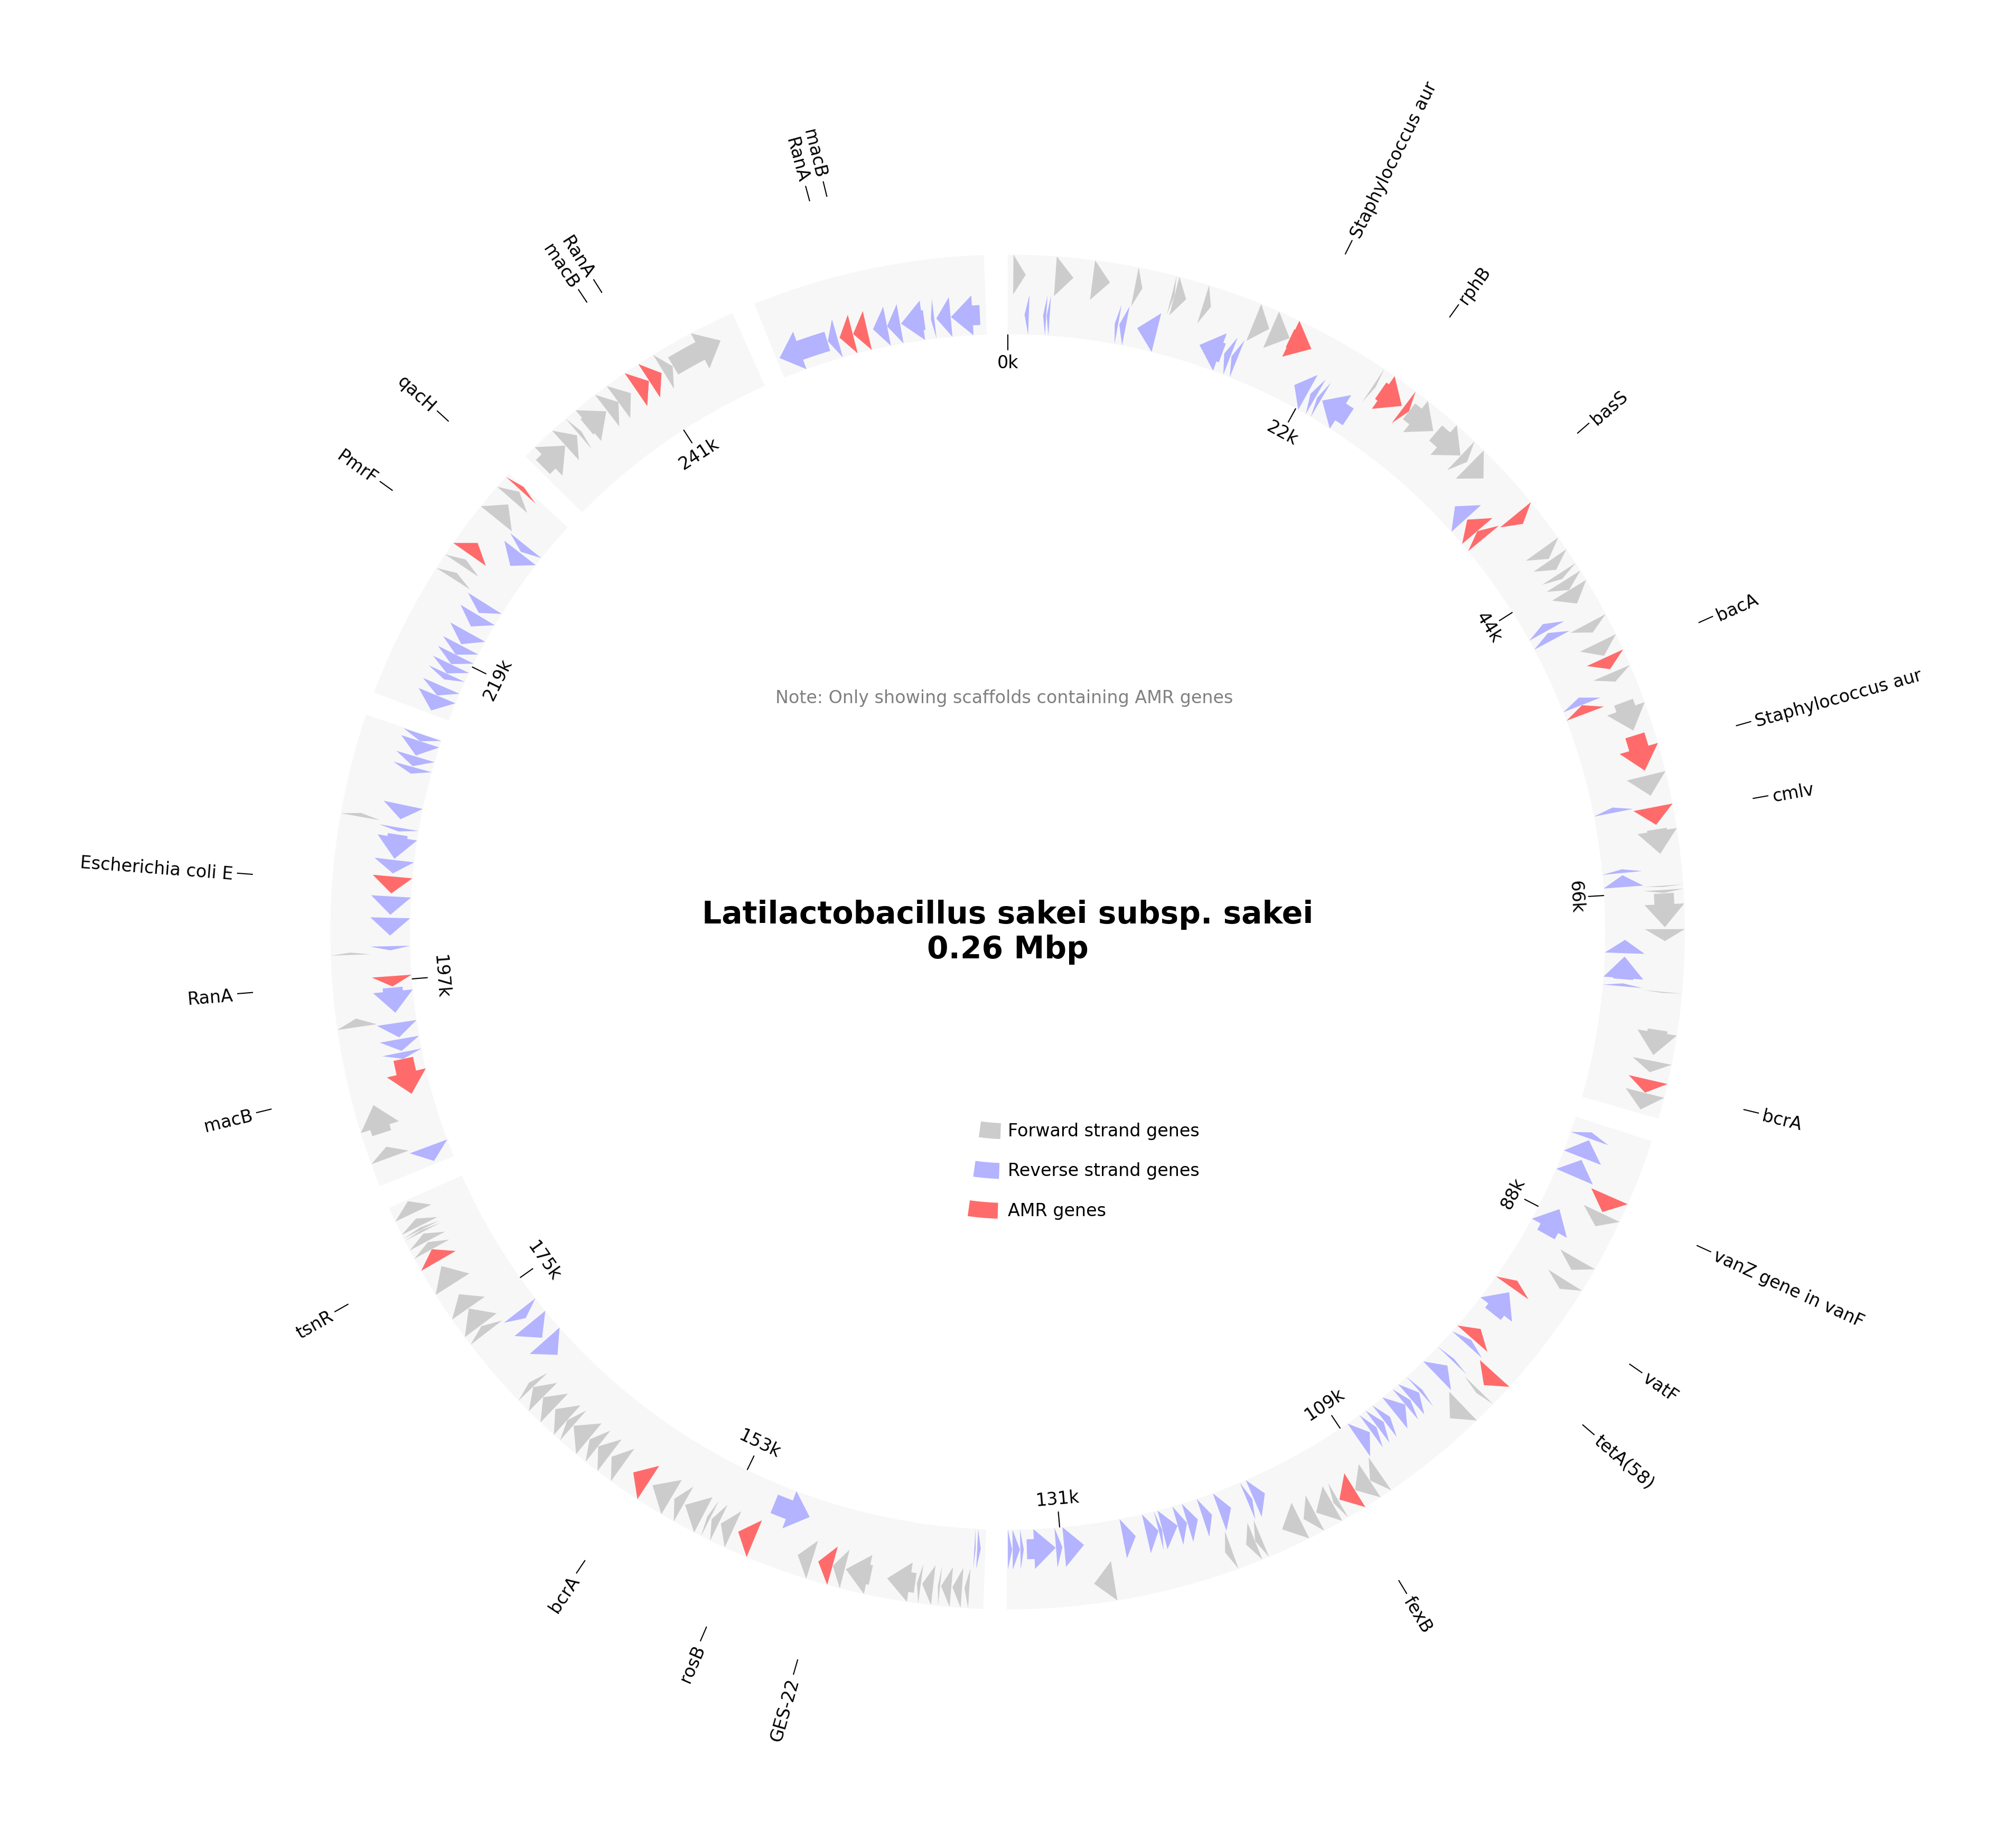 macB
RanA
Staphylococcus aur
RanA
macB
rphB
qacH
basS
PmrF
0k
22k
241k
bacA
44k
219k
Staphylococcus aur
Note: Only showing scaffolds containing AMR genes
cmlv
Escherichia coli E
66k
Latilactobacillus sakei subsp. sakei
0.26 Mbp
197k
RanA
macB
bcrA
Forward strand genes
Reverse strand genes
AMR genes
88k
vanZ gene in vanF
175k
tsnR
vatF
109k
tetA(58)
153k
131k
bcrA
fexB
rosB
GES-22